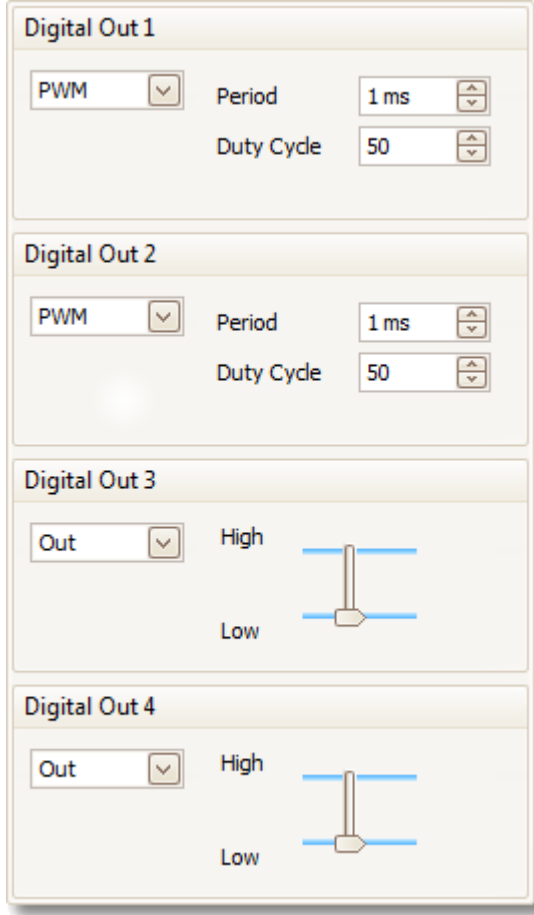 Digital Out 1
PWM Period 1 ms
Duty Cycle 50
Digital Out 2
PWM Period 1 ms
Duty Cycle 50
Digital Out 3
Out High
Low
Digital Out 4
Out High
Low